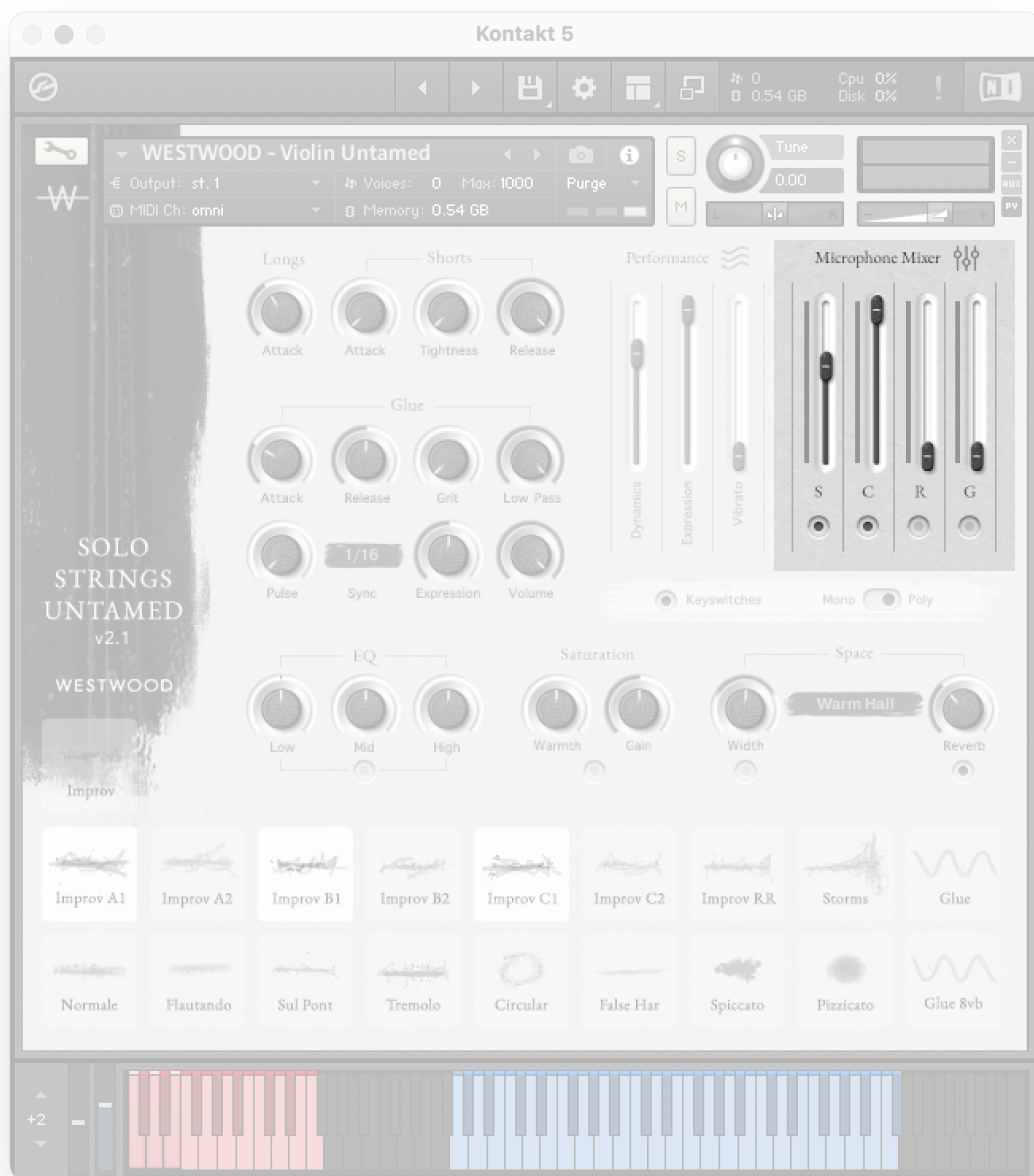 Kontakt 5
0
0.54 GB
Cpu 0%
Disk 0%
!
N I
WESTWOOD - Violin Untamed
Output: st. 1
Voices: 0 Max: 1000
Purge
MIDI Ch: omni
Memory: 0.54 GB
S
M
Tune
0.00
L
R
AUX
PV
W
Longs
Shorts
Attack
Attack
Tightness
Release
Glue
Attack
Release
Grit
Low Pass
Pulse
1/16
Sync
Expression
Volume
Performance
Dynamics
Expression
Vibrato
Microphone Mixer
S
C
R
G
Keyswitches
Mono
Poly
SOLO
STRINGS
UNTAMED
v2.1
WESTWOOD
EQ
Low
Mid
High
Saturation
Warmth
Gain
Space
Width
Warm Hall
Reverb
Improv
Improv A1
Improv A2
Improv B1
Improv B2
Improv C1
Improv C2
Improv RR
Storms
Glue
Normale
Flautando
Sul Pont
Tremolo
Circular
False Har
Spiccato
Pizzicato
Glue 8vb
+2